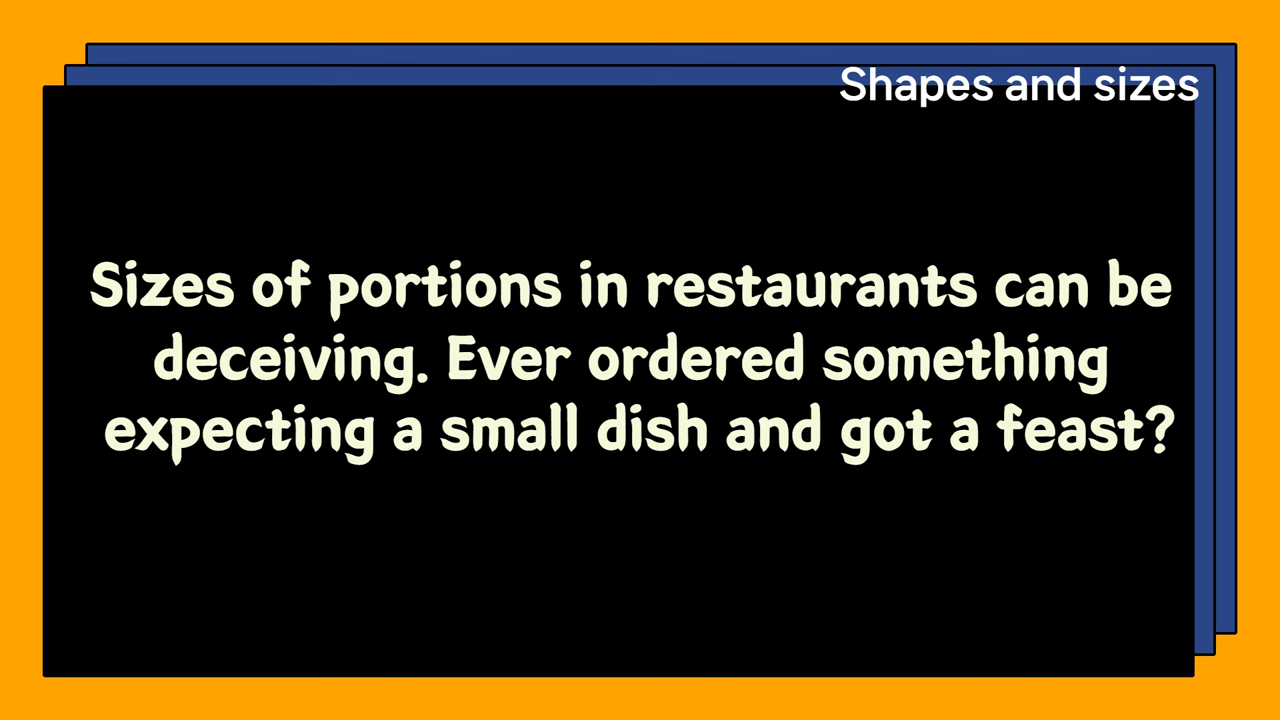 Shapes and sizes
Sizes of portions in restaurants can be
deceiving. Ever ordered something
expecting a small dish and got a feast?